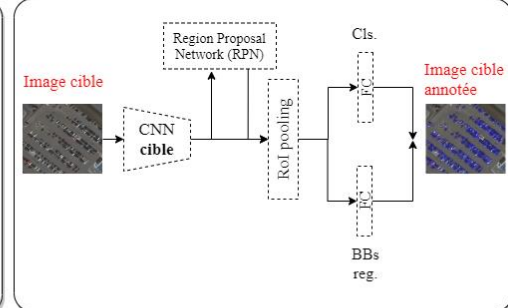 Region Proposal
Network (RPN)
Cls.
Image cible
Image cible
annotée
CNN
cible
RoI pooling
FC
FC
BBs
reg.